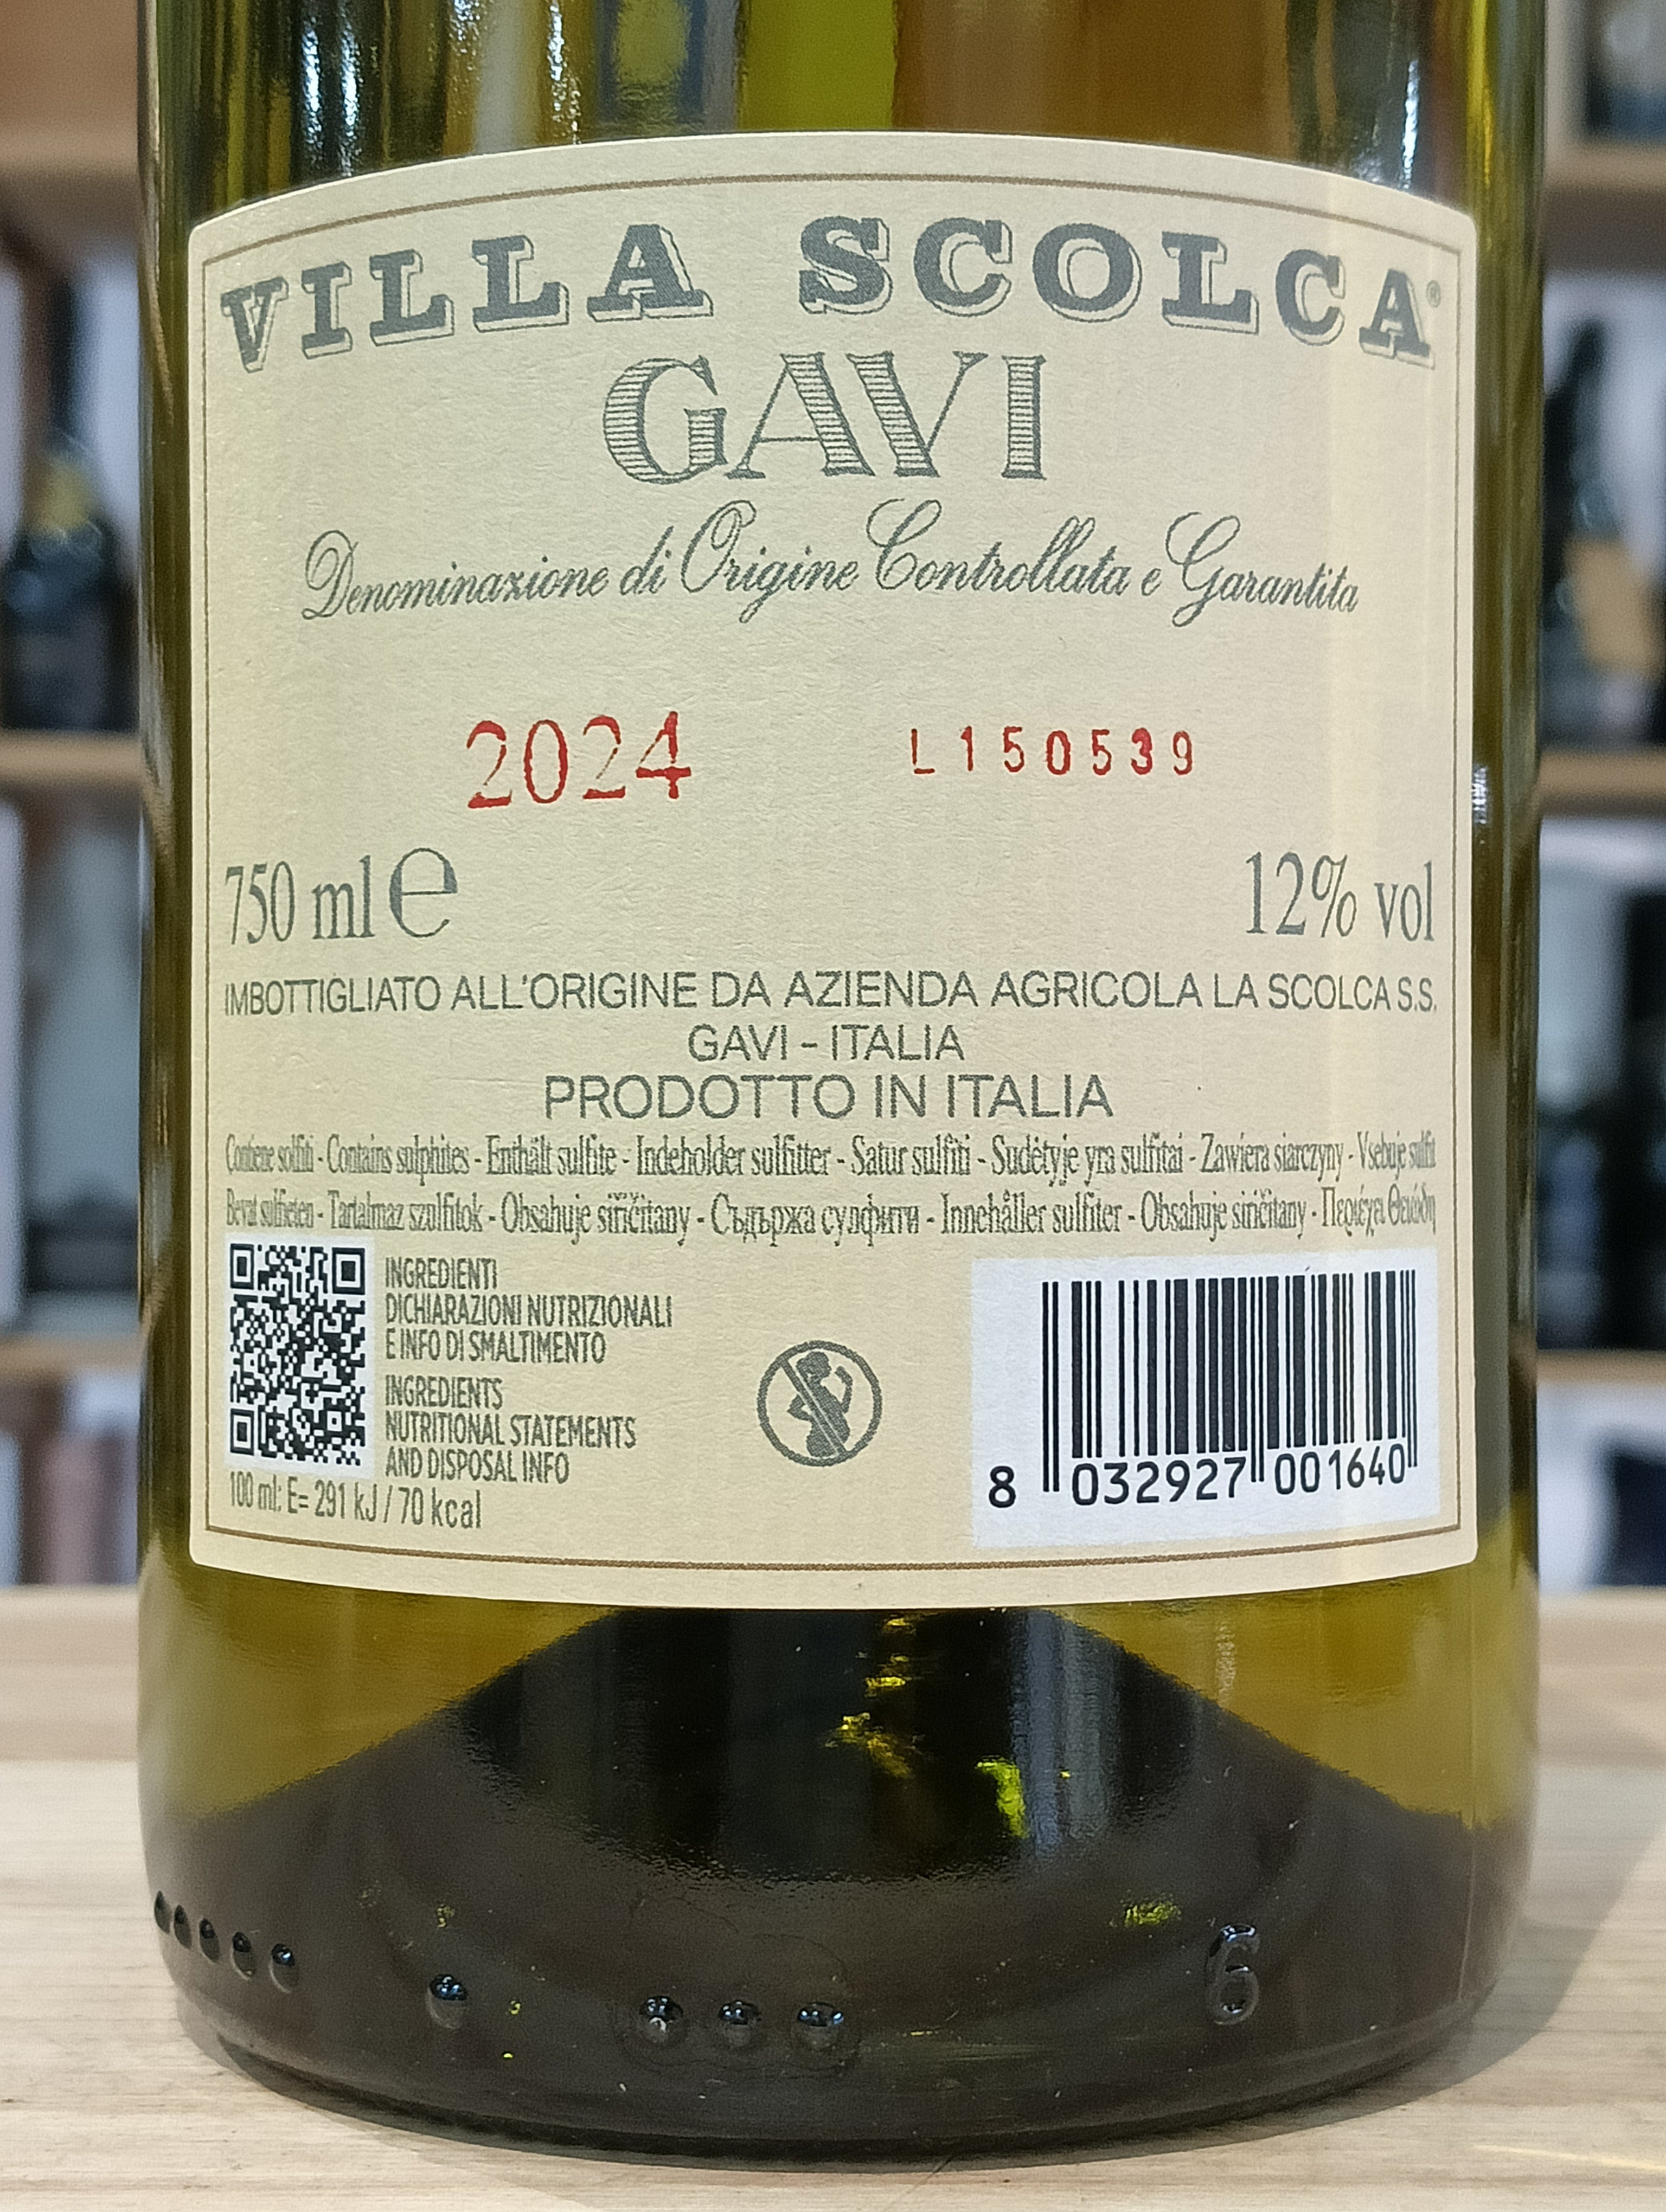 VILLA SCOLCA®
GAVI
Denominazione di Origine Controllata e Garantita
2024 L150539
750 ml e 12% vol
IMBOTTIGLIATO ALL'ORIGINE DA AZIENDA AGRICOLA LA SCOLCA S.S.
GAVI - ITALIA
PRODOTTO IN ITALIA
Contiene solfiti - Contains sulphites - Enthält sulfite - Indeholder sulfitter - Satur sulfīti - Sudėtyje yra sulfitai - Zawiera siarczyny - Vsebuje sulfit
Bevat sulfieten - Tartalmaz szulfitok - Obsahuje siřičitany - Съдържа сулфити - Innehåller sulfiter - Obsahuje siričitany - Περιέχει Θειώδη
INGREDIENTI
DICHIARAZIONI NUTRIZIONALI
E INFO DI SMALTIMENTO
INGREDIENTS
NUTRITIONAL STATEMENTS
AND DISPOSAL INFO
100 ml: E= 291 kJ / 70 kcal
8 032927 001640
6